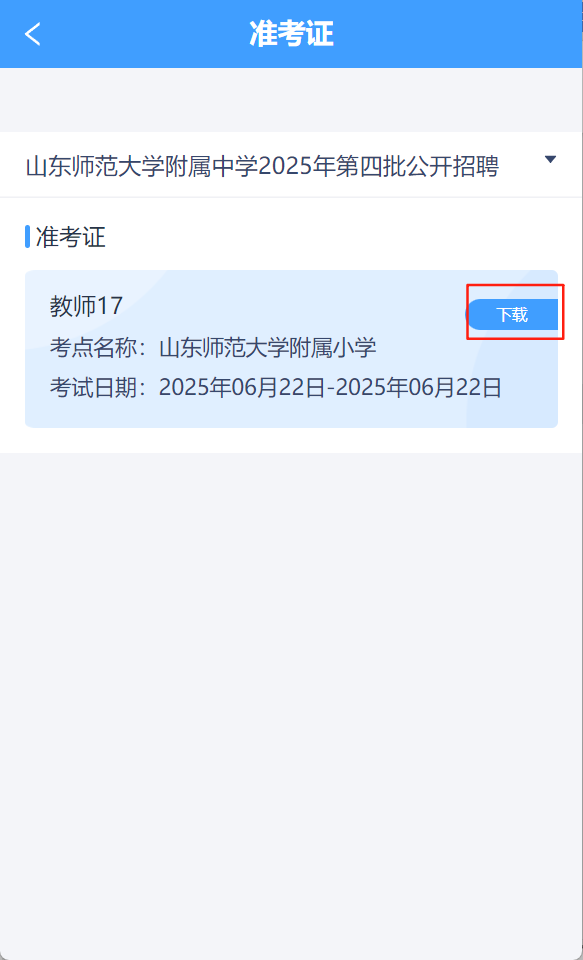 准考证
山东师范大学附属中学2025年第四批公开招聘
准考证
教师17
下载
考点名称：山东师范大学附属小学
考试日期：2025年06月22日-2025年06月22日